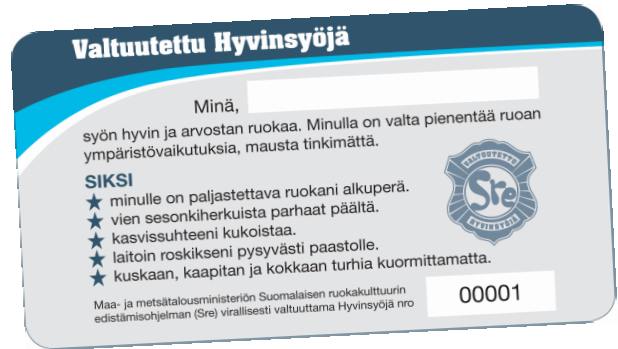 Valtuutettu Hyvinsyöjä
Minä,
syön hyvin ja arvostan ruokaa. Minulla on valta pienentää ruoan
ympäristövaikutuksia, mausta tinkimättä.
SIKSI
★ minulle on paljastettava ruokani alkuperä.
★ vien sesonkiherkuista parhaat päältä.
★ kasvissuhteeni kukoistaa.
★ laitoin roskikseni pysyvästi paastolle.
★ kuskaan, kaapitan ja kokkaan turhia kuormittamatta.
VALTUUTETTU
Sre
HYVINSYÖJÄ
Maa- ja metsätalousministeriön Suomalaisen ruokakulttuurin
edistämisohjelman (Sre) virallisesti valtuuttama Hyvinsyöjä nro
00001